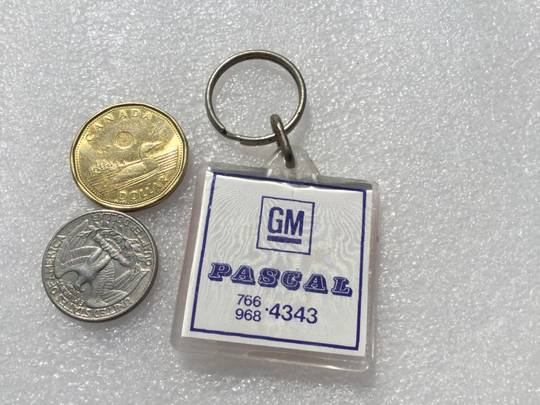 CANADA
DOLLAR
GM
PASCAL
766
968 ·4343